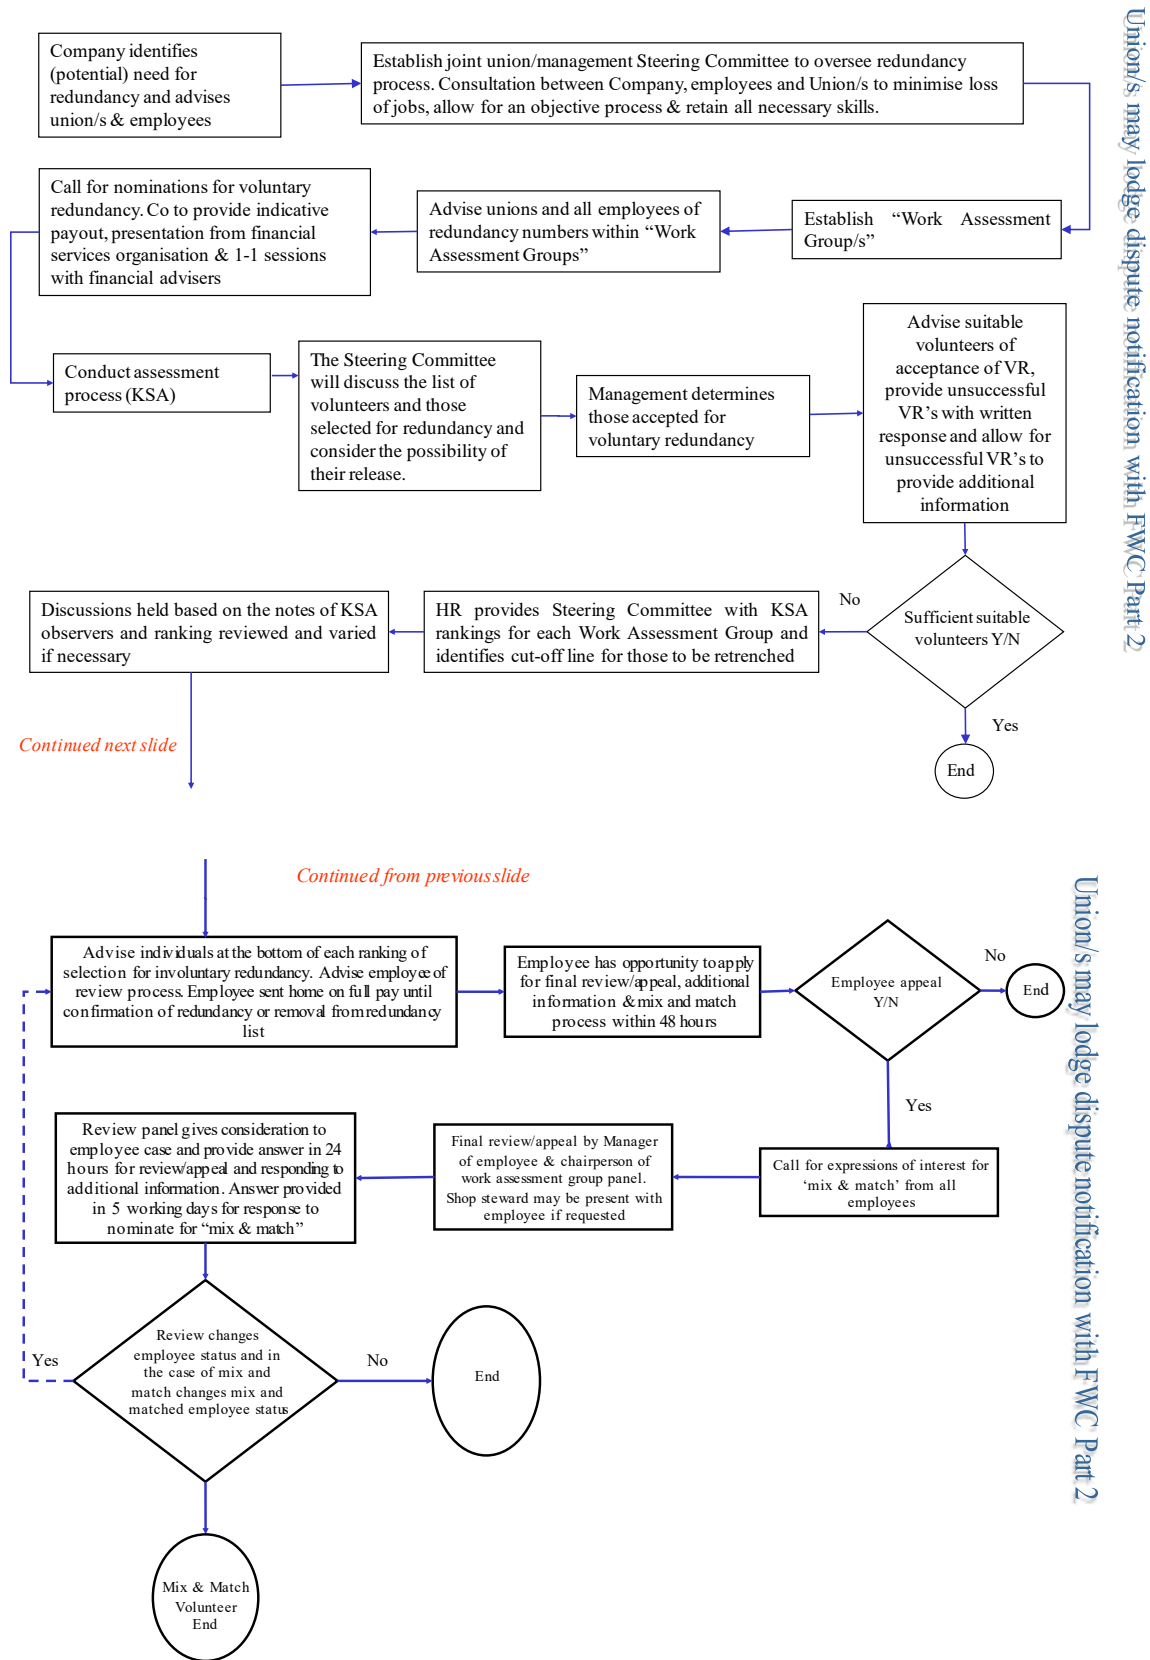 Company identifies
(potential) need for
redundancy and advises
union/s & employees
Establish joint union/management Steering Committee to oversee redundancy
process. Consultation between Company, employees and Union/s to minimise loss
of jobs, allow for an objective process & retain all necessary skills.
Union/s may lodge dispute notification with FWC Part 2
Call for nominations for voluntary
redundancy. Co to provide indicative
payout, presentation from financial
services organisation & 1-1 sessions
with financial advisers
Advise unions and all employees of
redundancy numbers within “Work
Assessment Groups”
Establish “Work Assessment
Group/s”
Conduct assessment
process (KSA)
The Steering Committee
will discuss the list of
volunteers and those
selected for redundancy and
consider the possibility of
their release.
Management determines
those accepted for
voluntary redundancy
Advise suitable
volunteers of
acceptance of VR,
provide unsuccessful
VR’s with written
response and allow for
unsuccessful VR’s to
provide additional
information
Discussions held based on the notes of KSA
observers and ranking reviewed and varied
if necessary
HR provides Steering Committee with KSA
rankings for each Work Assessment Group and
identifies cut-off line for those to be retrenched
No
Sufficient suitable
volunteers Y/N
Yes
End
Continued next slide
Continued from previous slide
Advise individuals at the bottom of each ranking of
selection for involuntary redundancy. Advise employee of
review process. Employee sent home on full pay until
confirmation of redundancy or removal from redundancy
list
Employee has opportunity to apply
for final review/appeal, additional
information & mix and match
process within 48 hours
Employee appeal
Y/N
No
End
Union/s may lodge dispute notification with FWC Part 2
Yes
Review panel gives consideration to
employee case and provide answer in 24
hours for review/appeal and responding to
additional information. Answer provided
in 5 working days for response to
nominate for “mix & match”
Final review/appeal by Manager
of employee & chairperson of
work assessment group panel.
Shop steward may be present with
employee if requested
Call for expressions of interest for
‘mix & match’ from all
employees
Yes
Review changes
employee status and in
the case of mix and
match changes mix and
matched employee status
No
End
Mix & Match
Volunteer
End